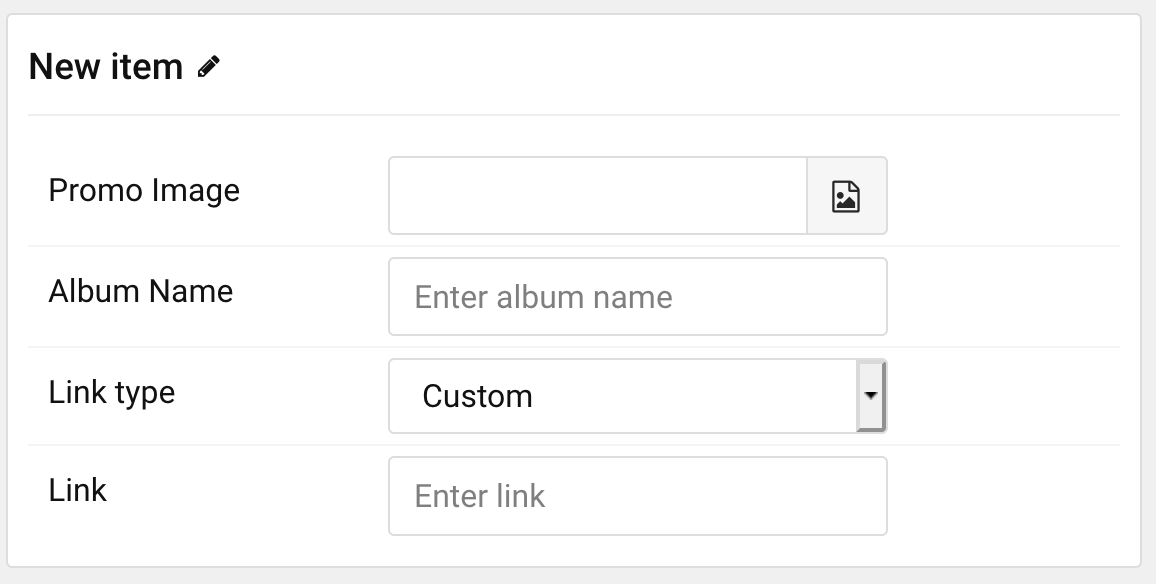 New item
Promo Image
Album Name
Enter album name
Link type
Custom
Link
Enter link